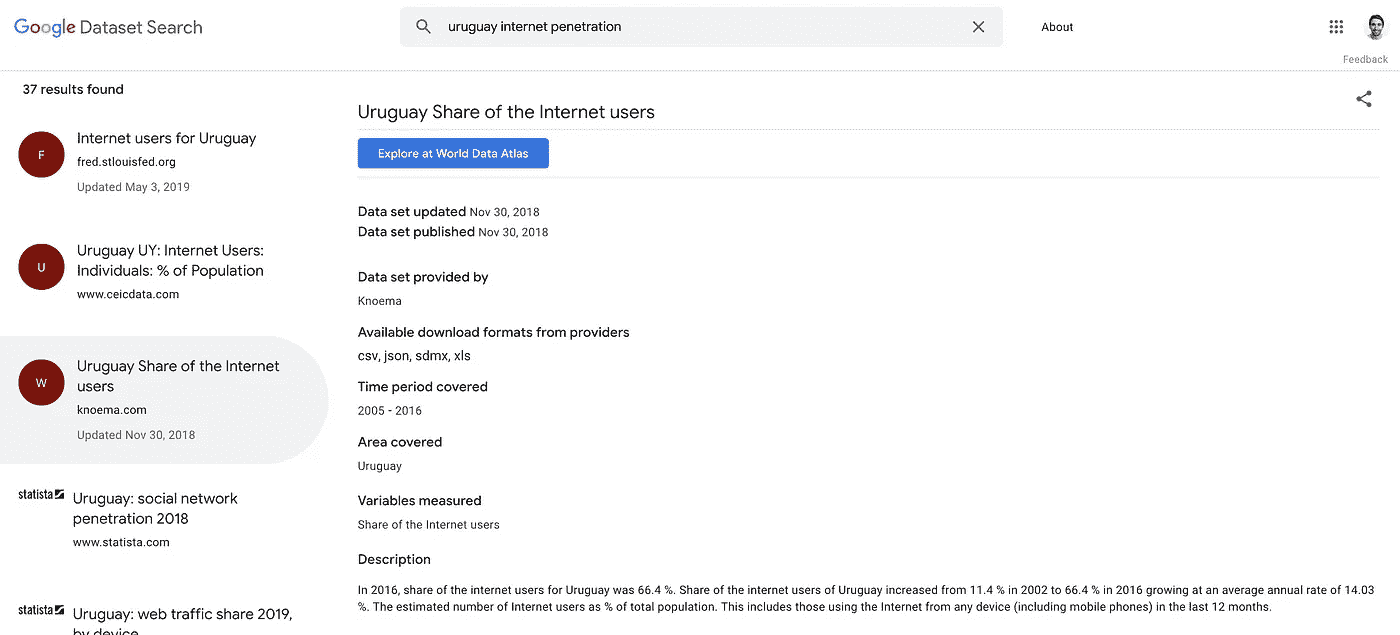 Google Dataset Search
uruguay internet penetration
About
Feedback
37 results found
F
Internet users for Uruguay
fred.stlouisfed.org
Updated May 3, 2019
U
Uruguay UY: Internet Users:
Individuals: % of Population
www.ceicdata.com
W
Uruguay Share of the Internet
users
knoema.com
Updated Nov 30, 2018
statista
Uruguay: social network
penetration 2018
www.statista.com
statista
Uruguay: web traffic share 2019,
by device
Uruguay Share of the Internet users
Explore at World Data Atlas
Data set updated Nov 30, 2018
Data set published Nov 30, 2018
Data set provided by
Knoema
Available download formats from providers
csv, json, sdmx, xls
Time period covered
2005 - 2016
Area covered
Uruguay
Variables measured
Share of the Internet users
Description
In 2016, share of the internet users for Uruguay was 66.4 %. Share of the internet users of Uruguay increased from 11.4 % in 2002 to 66.4 % in 2016 growing at an average annual rate of 14.03
%. The estimated number of Internet users as % of total population. This includes those using the Internet from any device (including mobile phones) in the last 12 months.